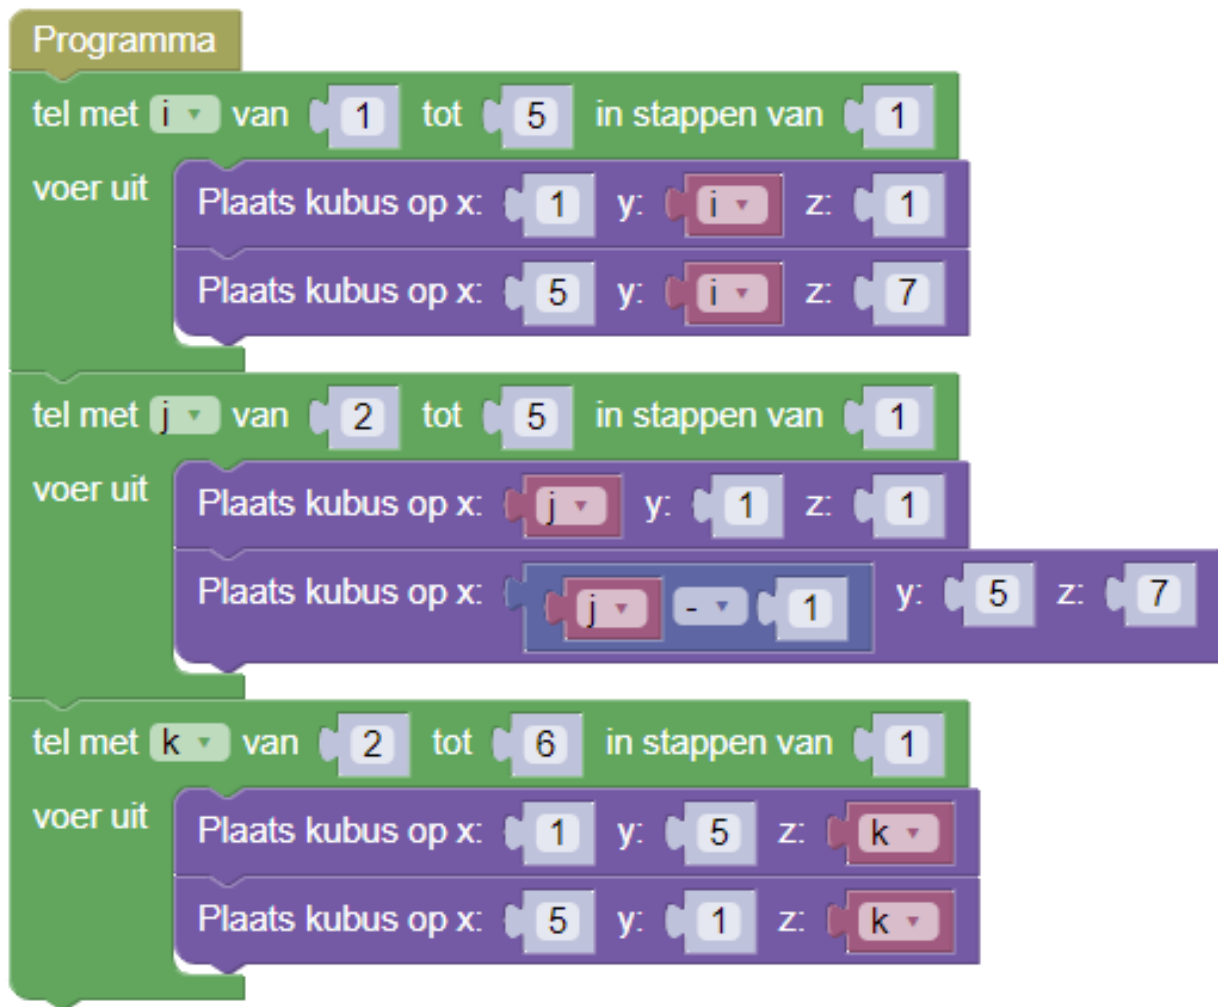 Programma
tel met i van 1 tot 5 in stappen van 1
voer uit Plaats kubus op x: 1 y: i z: 1
Plaats kubus op x: 5 y: i z: 7
tel met j van 2 tot 5 in stappen van 1
voer uit Plaats kubus op x: j y: 1 z: 1
Plaats kubus op x: j - 1 y: 5 z: 7
tel met k van 2 tot 6 in stappen van 1
voer uit Plaats kubus op x: 1 y: 5 z: k
Plaats kubus op x: 5 y: 1 z: k